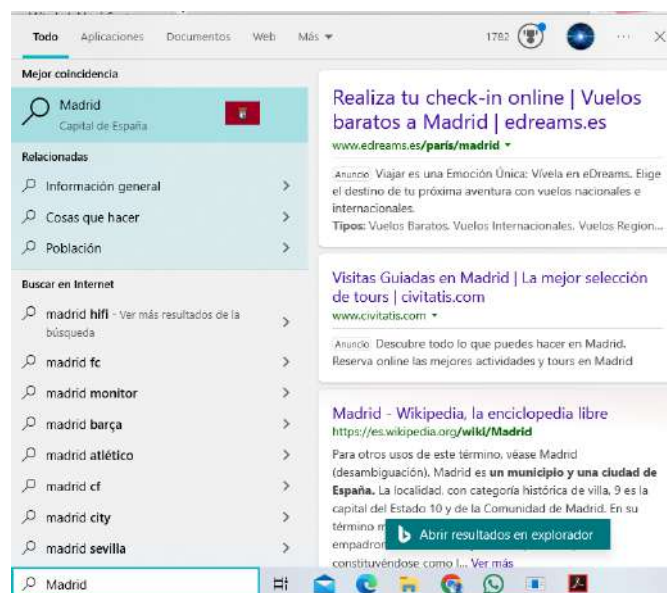 Todo Aplicaciones Documentos Web Más 1782
Mejor coincidencia
Madrid
Capital de España
Relacionadas
Información general
Cosas que hacer
Población
Buscar en Internet
madrid hifi - Ver más resultados de la
búsqueda
madrid fc
madrid monitor
madrid barça
madrid atlético
madrid cf
madrid city
madrid sevilla
Madrid
Realiza tu check-in online | Vuelos
baratos a Madrid | edreams.es
www.edreams.es/parís/madrid
Anuncio Viajar es una Emoción Única: Vívela en eDreams. Elige
el destino de tu próxima aventura con vuelos nacionales e
internacionales.
Tipos: Vuelos Baratos. Vuelos Internacionales. Vuelos Region...
Visitas Guiadas en Madrid | La mejor selección
de tours | civitatis.com
www.civitatis.com
Anuncio Descubre todo lo que puedes hacer en Madrid.
Reserva online las mejores actividades y tours en Madrid
Madrid - Wikipedia, la enciclopedia libre
https://es.wikipedia.org/wiki/Madrid
Para otros usos de este término, véase Madrid
(desambiguación). Madrid es un municipio y una ciudad de
España. La localidad, con categoría histórica de villa, 9 es la
capital del Estado 10 y de la Comunidad de Madrid. En su
término
Abrir resultados en explorador
constituyéndose como l... Ver más